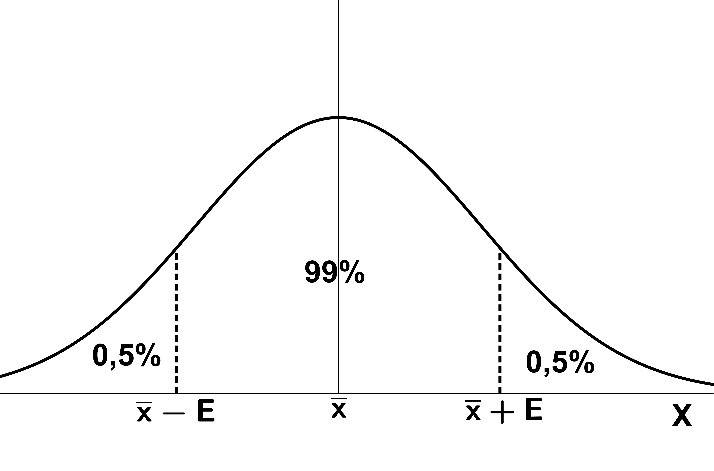 99%
0,5%
0,5%
x̅ − E
x̅
x̅ + E
X